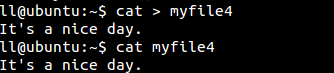 ll@ubuntu:~$ cat > myfile4
It's a nice day.
ll@ubuntu:~$ cat myfile4
It's a nice day.